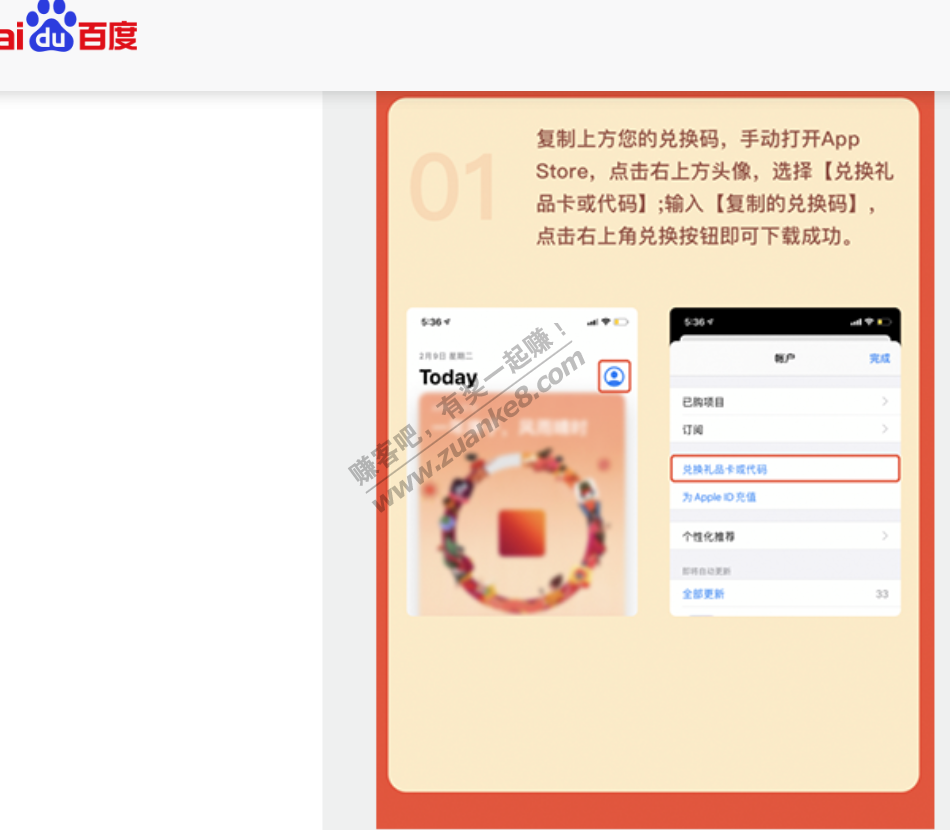 ai du 百度
01
复制上方您的兑换码，手动打开App
Store，点击右上方头像，选择【兑换礼
品卡或代码】;输入【复制的兑换码】，
点击右上角兑换按钮即可下载成功。
5:36
2月9日 星期二
Today
5:36
帐户
完成
已购项目
订阅
兑换礼品卡或代码
为 Apple ID 充值
个性化推荐
即将自动更新
全部更新
33
赚客吧，有奖一起赚！
www.zuanke8.com